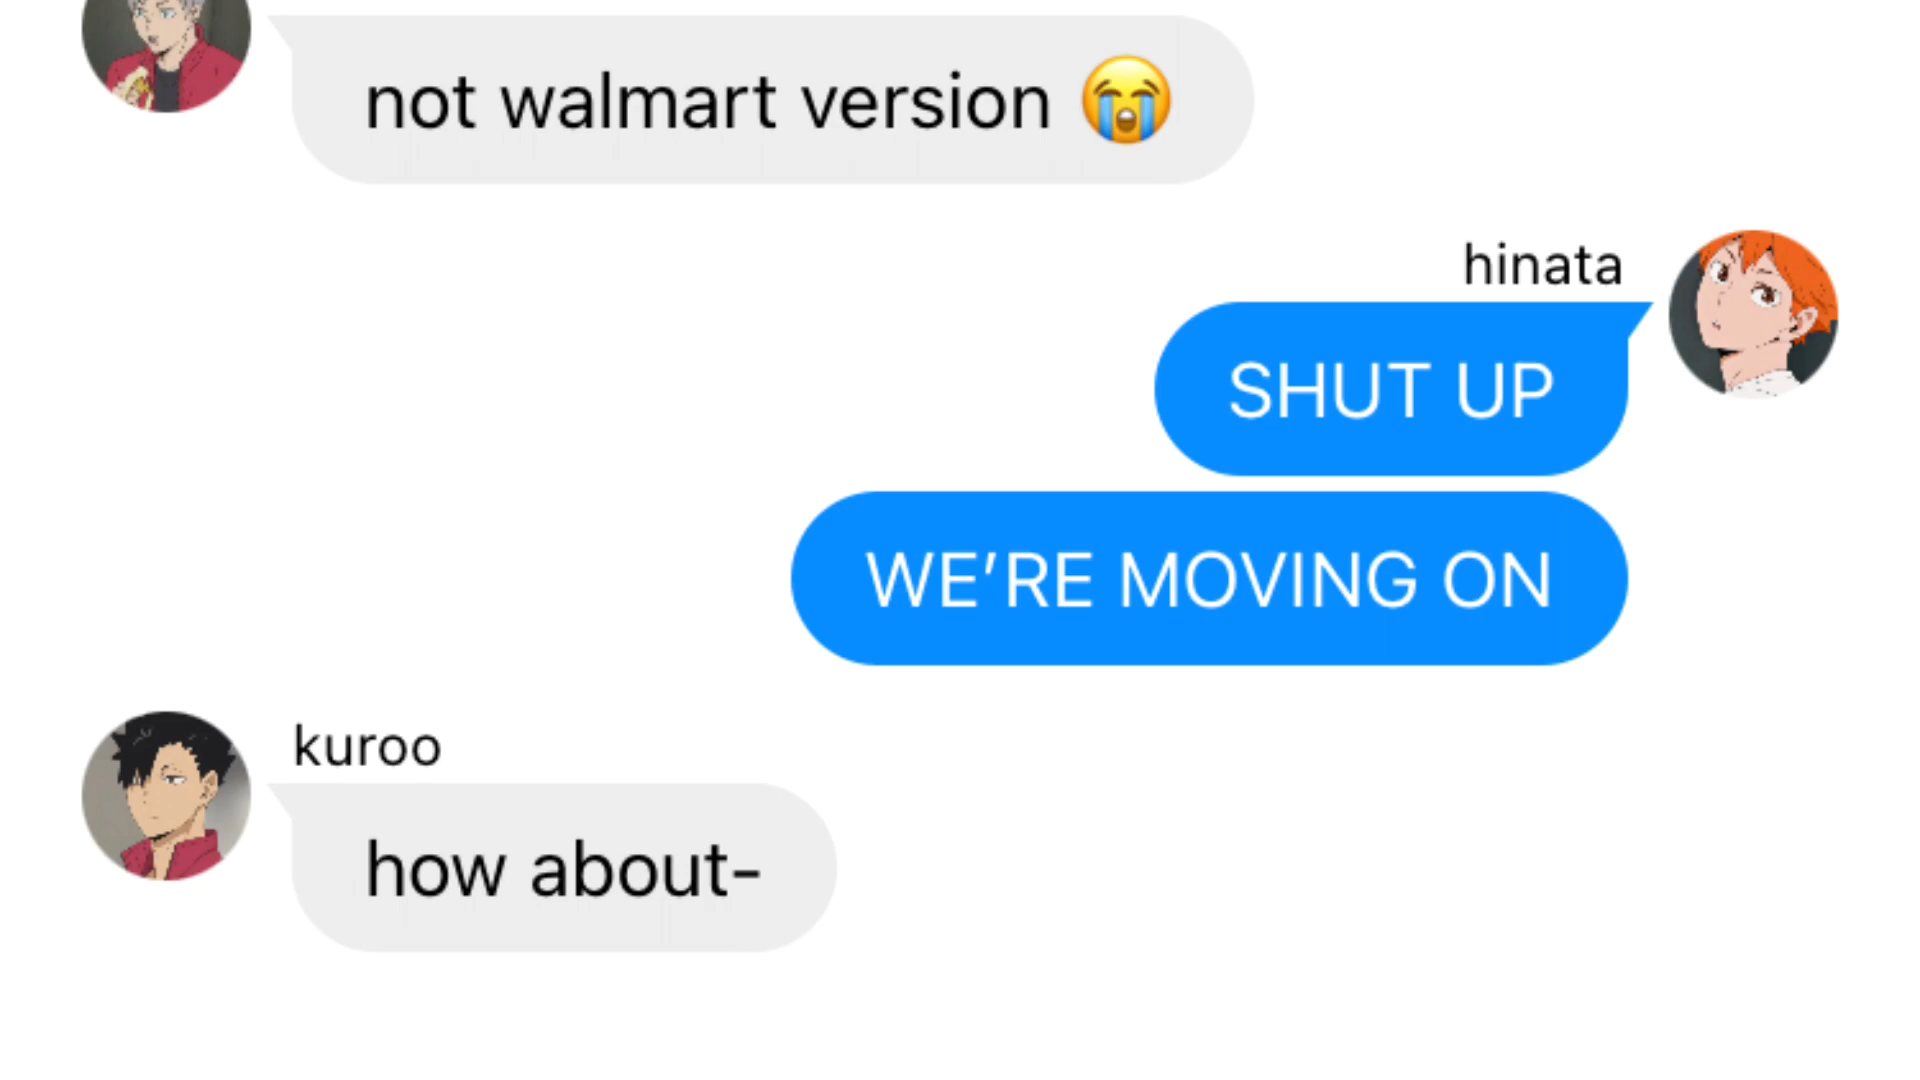 not walmart version 😭
hinata
SHUT UP
WE’RE MOVING ON
kuroo
how about-